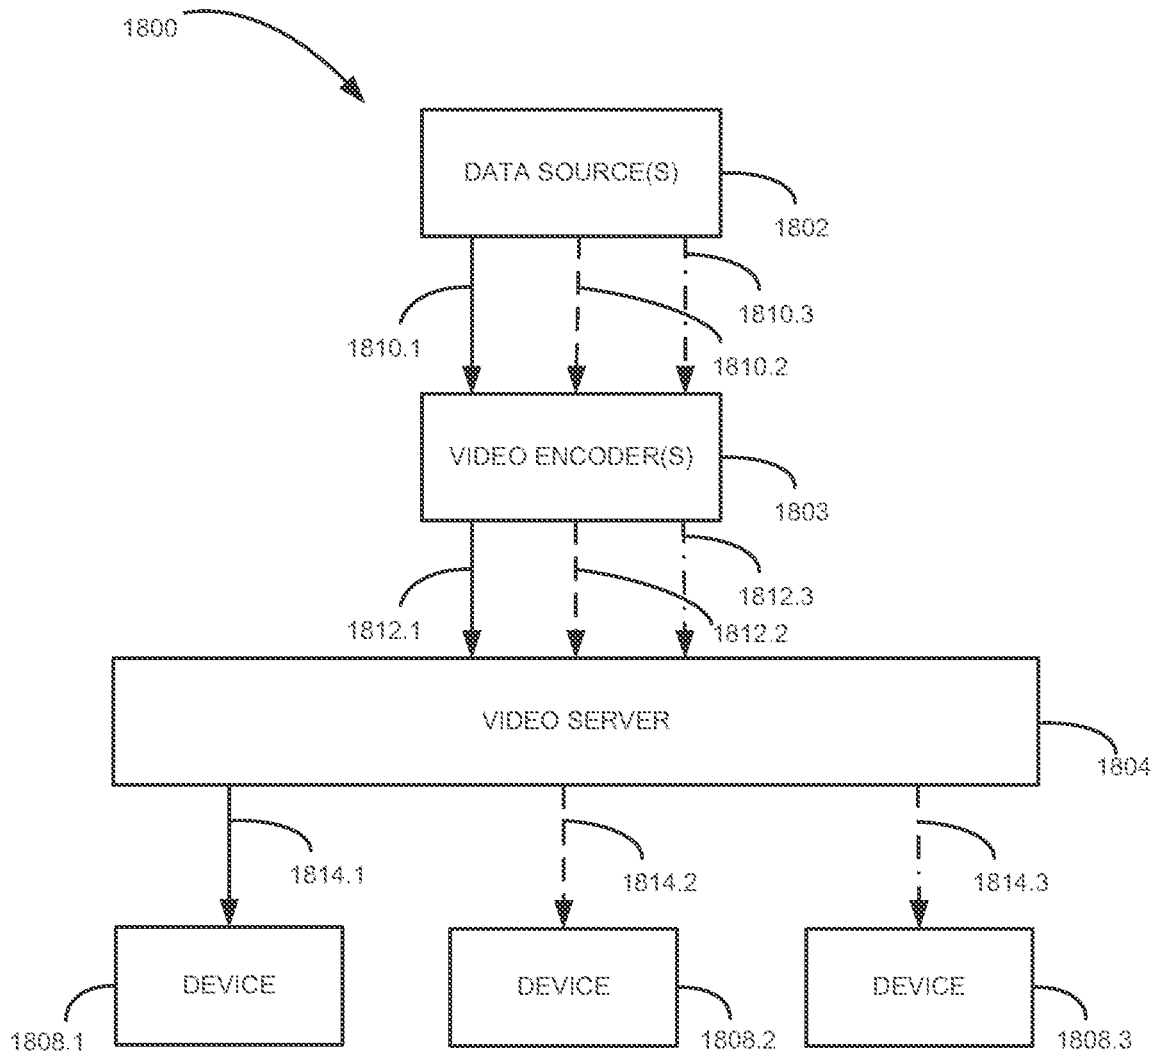 1800
DATA SOURCE(S)
1802
1810.3
1810.1
1810.2
VIDEO ENCODER(S)
1803
1812.3
1812.1
1812.2
VIDEO SERVER
1804
1814.1
1814.2
1814.3
DEVICE
DEVICE
DEVICE
1808.1
1808.2
1808.3